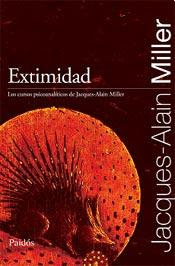 Extimidad
Los cursos psicoanalíticos de Jacques-Alain Miller
Jacques-Alain Miller
Paidós